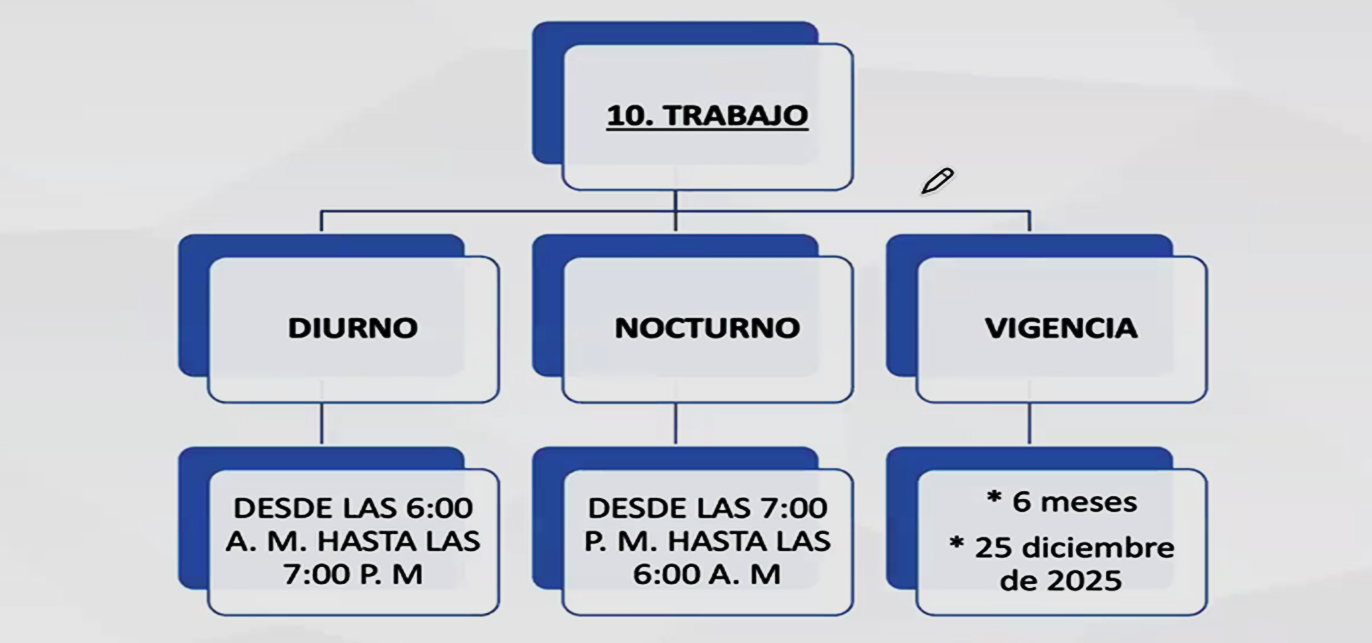 10. TRABAJO
DIURNO
NOCTURNO
VIGENCIA
DESDE LAS 6:00
A. M. HASTA LAS
7:00 P. M
DESDE LAS 7:00
P. M. HASTA LAS
6:00 A. M
* 6 meses
* 25 diciembre
de 2025